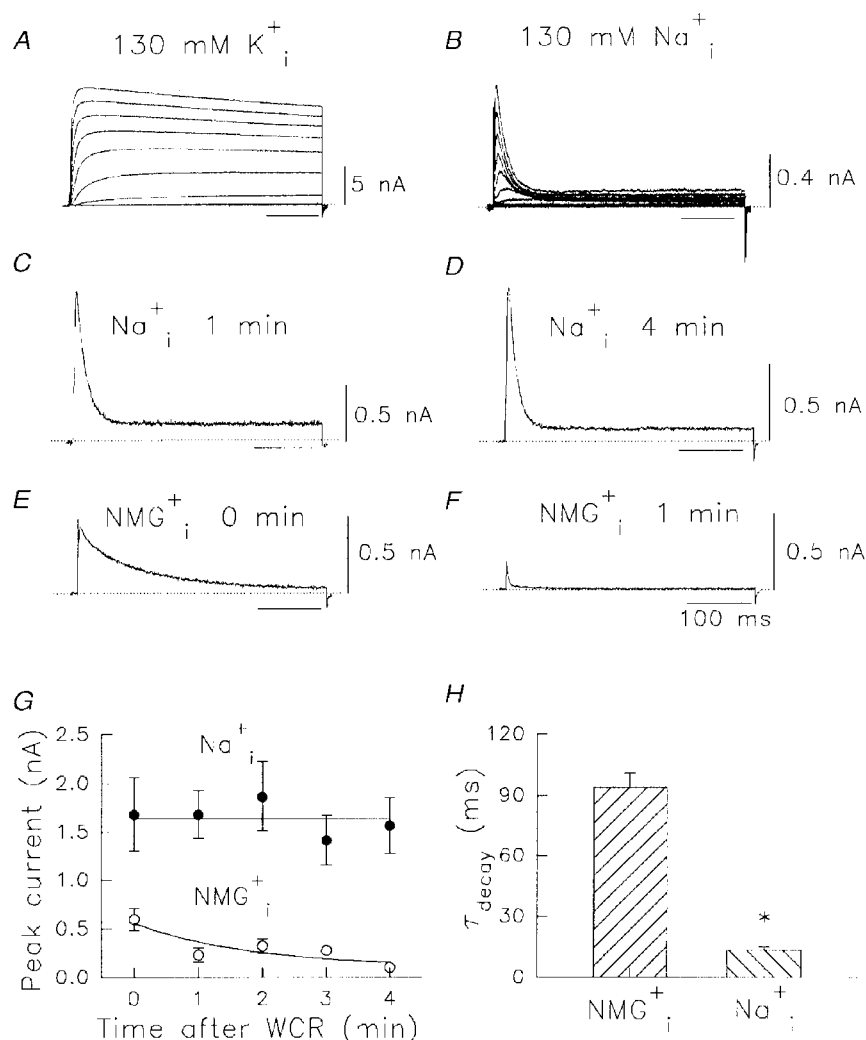 A 130 mM K⁺ᵢ
B 130 mM Na⁺ᵢ
5 nA
0.4 nA
C
D
Na⁺ᵢ 1 min
Na⁺ᵢ 4 min
0.5 nA
0.5 nA
E
F
NMG⁺ᵢ 0 min
NMG⁺ᵢ 1 min
0.5 nA
0.5 nA
100 ms
G
H
Peak current (nA)
2.5
2.0
1.5
1.0
0.5
0.0
Na⁺ᵢ
NMG⁺ᵢ
0 1 2 3 4
Time after WCR (min)
τdecay (ms)
120
90
60
30
0
*
NMG⁺ᵢ Na⁺ᵢ